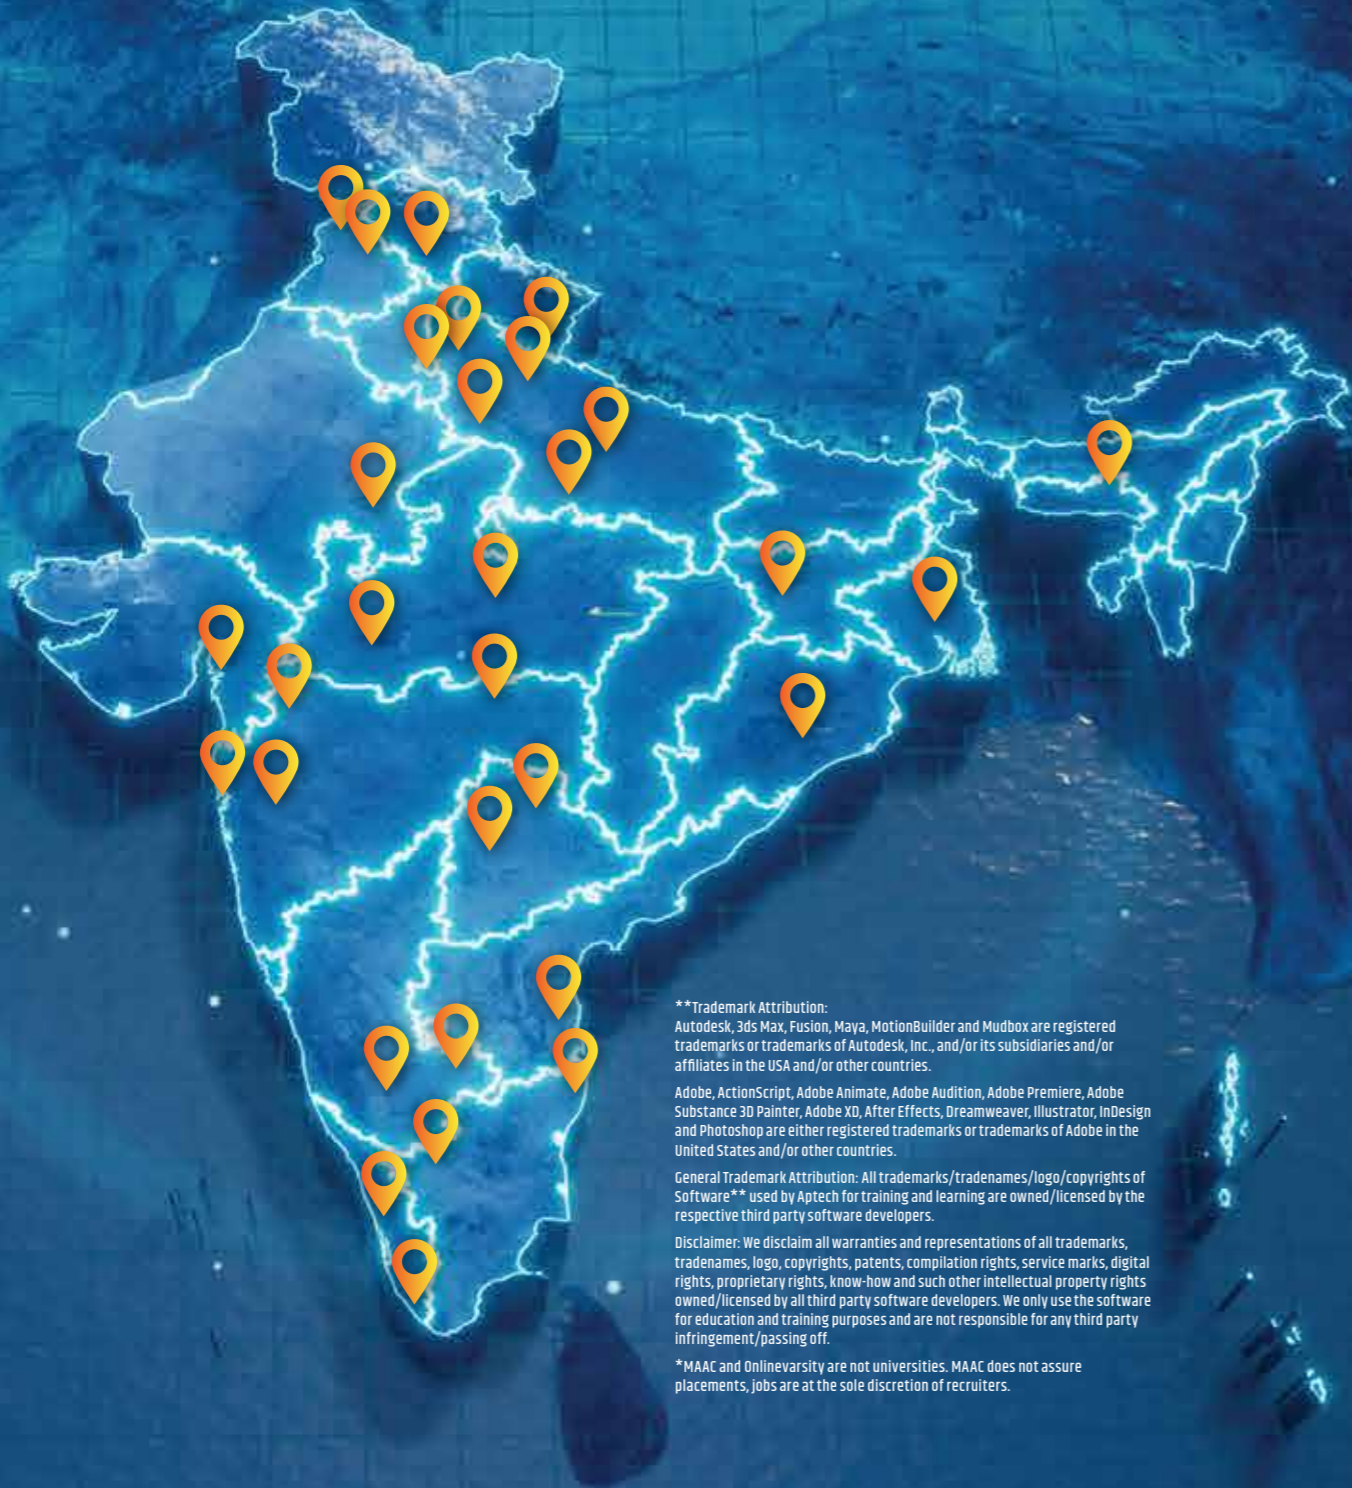 **Trademark Attribution:
Autodesk, 3ds Max, Fusion, Maya, MotionBuilder and Mudbox are registered
trademarks or trademarks of Autodesk, Inc., and/or its subsidiaries and/or
affiliates in the USA and/or other countries.
Adobe, ActionScript, Adobe Animate, Adobe Audition, Adobe Premiere, Adobe
Substance 3D Painter, Adobe XD, After Effects, Dreamweaver, Illustrator, InDesign
and Photoshop are either registered trademarks or trademarks of Adobe in the
United States and/or other countries.
General Trademark Attribution: All trademarks/tradenames/logo/copyrights of
Software** used by Aptech for training and learning are owned/licensed by the
respective third party software developers.
Disclaimer: We disclaim all warranties and representations of all trademarks,
tradenames, logo, copyrights, patents, compilation rights, service marks, digital
rights, proprietary rights, know-how and such other intellectual property rights
owned/licensed by all third party software developers. We only use the software
for education and training purposes and are not responsible for any third party
infringement/passing off.
*MAAC and Onlinevarsity are not universities. MAAC does not assure
placements, jobs are at the sole discretion of recruiters.